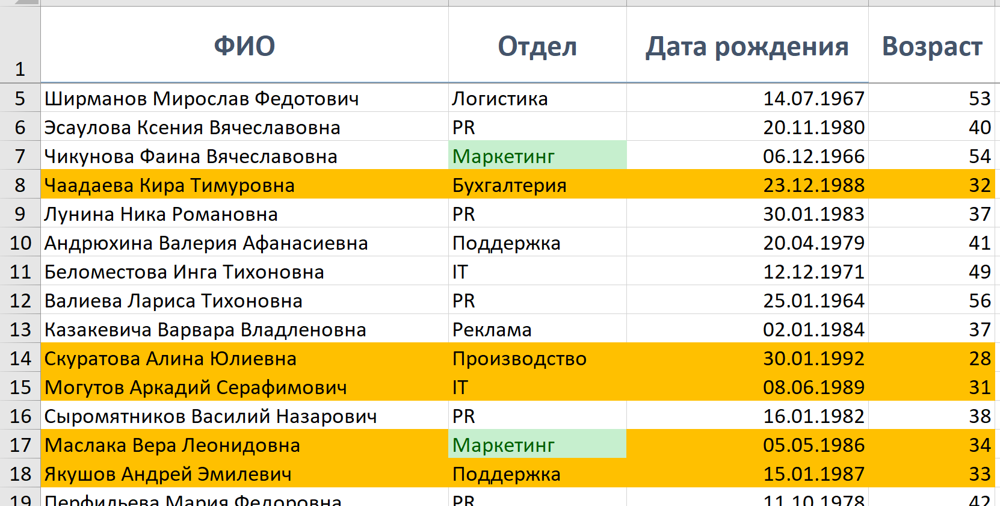 ФИО Отдел Дата рождения Возраст
1
5 Ширманов Мирослав Федотович Логистика 14.07.1967 53
6 Эсаулова Ксения Вячеславовна PR 20.11.1980 40
7 Чикунова Фаина Вячеславовна Маркетинг 06.12.1966 54
8 Чаадаева Кира Тимуровна Бухгалтерия 23.12.1988 32
9 Лунина Ника Романовна PR 30.01.1983 37
10 Андрюхина Валерия Афанасиевна Поддержка 20.04.1979 41
11 Беломестова Инга Тихоновна IT 12.12.1971 49
12 Валиева Лариса Тихоновна PR 25.01.1964 56
13 Казакевича Варвара Владленовна Реклама 02.01.1984 37
14 Скуратова Алина Юлиевна Производство 30.01.1992 28
15 Могутов Аркадий Серафимович IT 08.06.1989 31
16 Сыромятников Василий Назарович PR 16.01.1982 38
17 Маслака Вера Леонидовна Маркетинг 05.05.1986 34
18 Якушов Андрей Эмилевич Поддержка 15.01.1987 33
19 Перфильева Мария Федоровна PR 11.10.1978 42